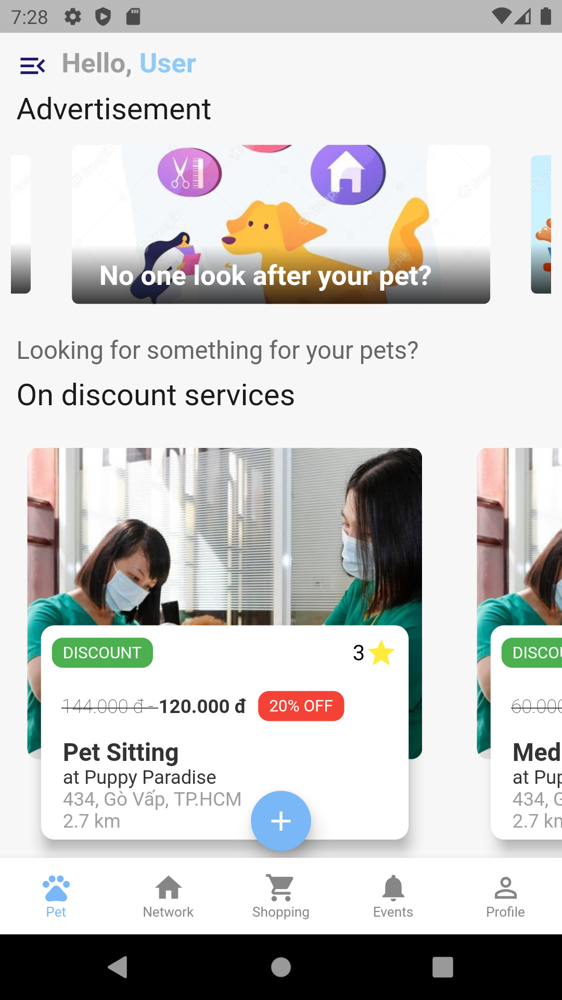 7:28
Hello, User
Advertisement
No one look after your pet?
Looking for something for your pets?
On discount services
DISCOUNT
3
144.000 đ - 120.000 đ
20% OFF
Pet Sitting
at Puppy Paradise
434, Gò Vấp, TP.HCM
2.7 km
DISCOU
60.000
Med
at Pup
434, G
2.7 km
Pet
Network
Shopping
Events
Profile